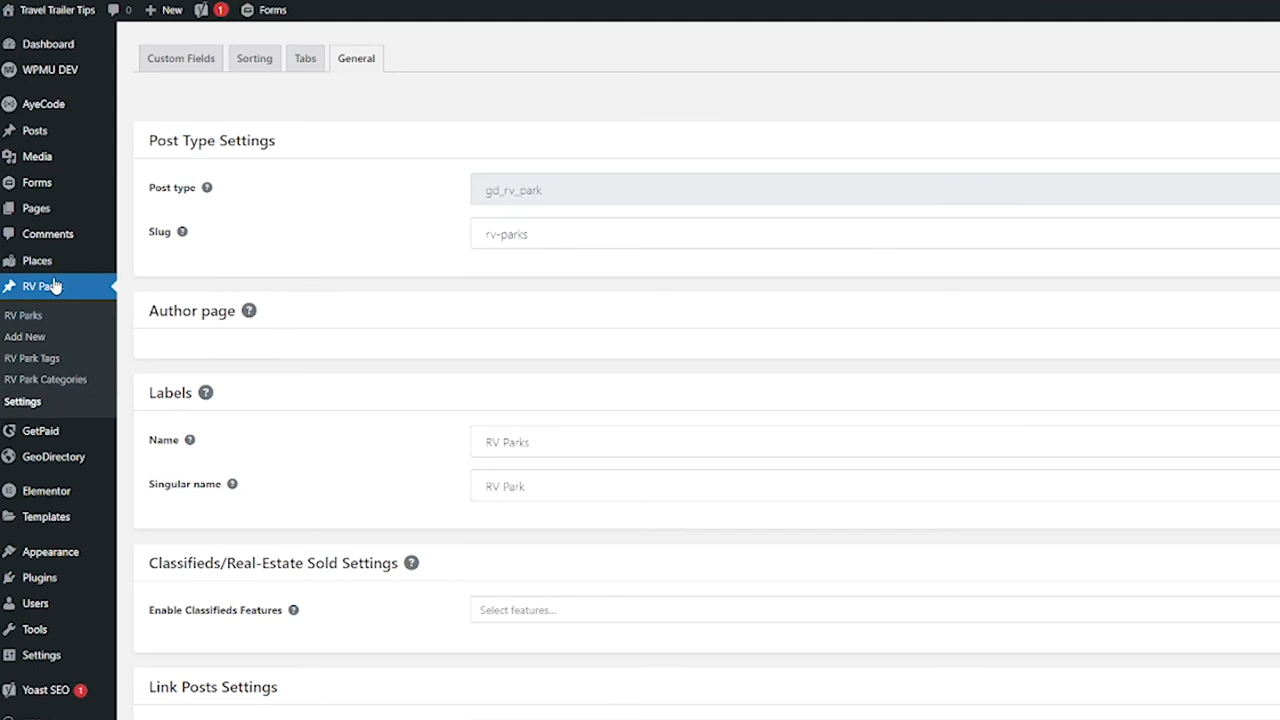 Travel Trailer Tips 0 New 1 Forms
Dashboard
WPMU DEV
AyeCode
Posts
Media
Forms
Pages
Comments
Places
RV Parks
RV Parks
Add New
RV Park Tags
RV Park Categories
Settings
GetPaid
GeoDirectory
Elementor
Templates
Appearance
Plugins
Users
Tools
Settings
Yoast SEO 1
Custom Fields Sorting Tabs General
Post Type Settings
Post type ? gd_rv_park
Slug ? rv-parks
Author page ?
Labels ?
Name ? RV Parks
Singular name ? RV Park
Classifieds/Real-Estate Sold Settings ?
Enable Classifieds Features ? Select features...
Link Posts Settings